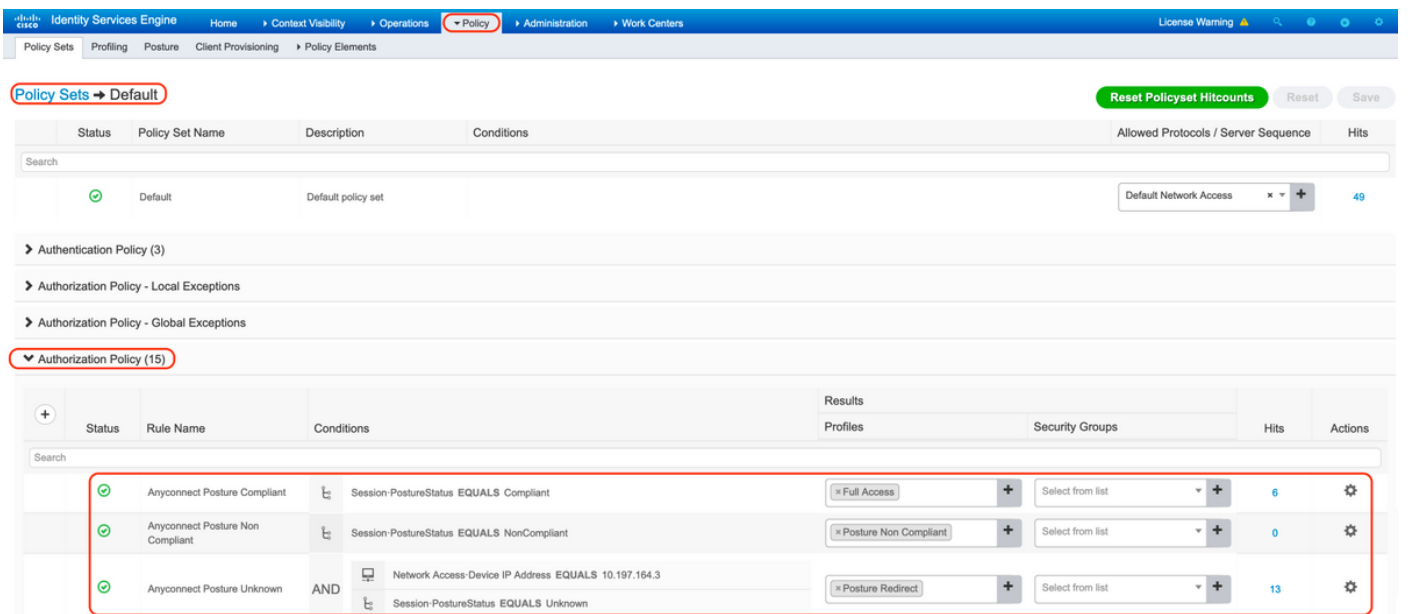 cisco Identity Services Engine Home Context Visibility Operations Policy Administration Work Centers License Warning
Policy Sets Profiling Posture Client Provisioning Policy Elements
Policy Sets → Default Reset Policyset Hitcounts Reset Save
Status Policy Set Name Description Conditions Allowed Protocols / Server Sequence Hits
Search
Default Default policy set Default Network Access × + 49
Authentication Policy (3)
Authorization Policy - Local Exceptions
Authorization Policy - Global Exceptions
Authorization Policy (15)
Results
+ Status Rule Name Conditions Profiles Security Groups Hits Actions
Search
Anyconnect Posture Compliant Session·PostureStatus EQUALS Compliant × Full Access + Select from list + 6
Anyconnect Posture Non
Compliant Session·PostureStatus EQUALS NonCompliant × Posture Non Compliant + Select from list + 0
Network Access·Device IP Address EQUALS 10.197.164.3
Anyconnect Posture Unknown AND × Posture Redirect + Select from list + 13
Session·PostureStatus EQUALS Unknown